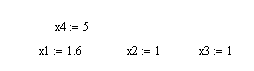 x4 := 5
x1 := 1.6 x2 := 1 x3 := 1